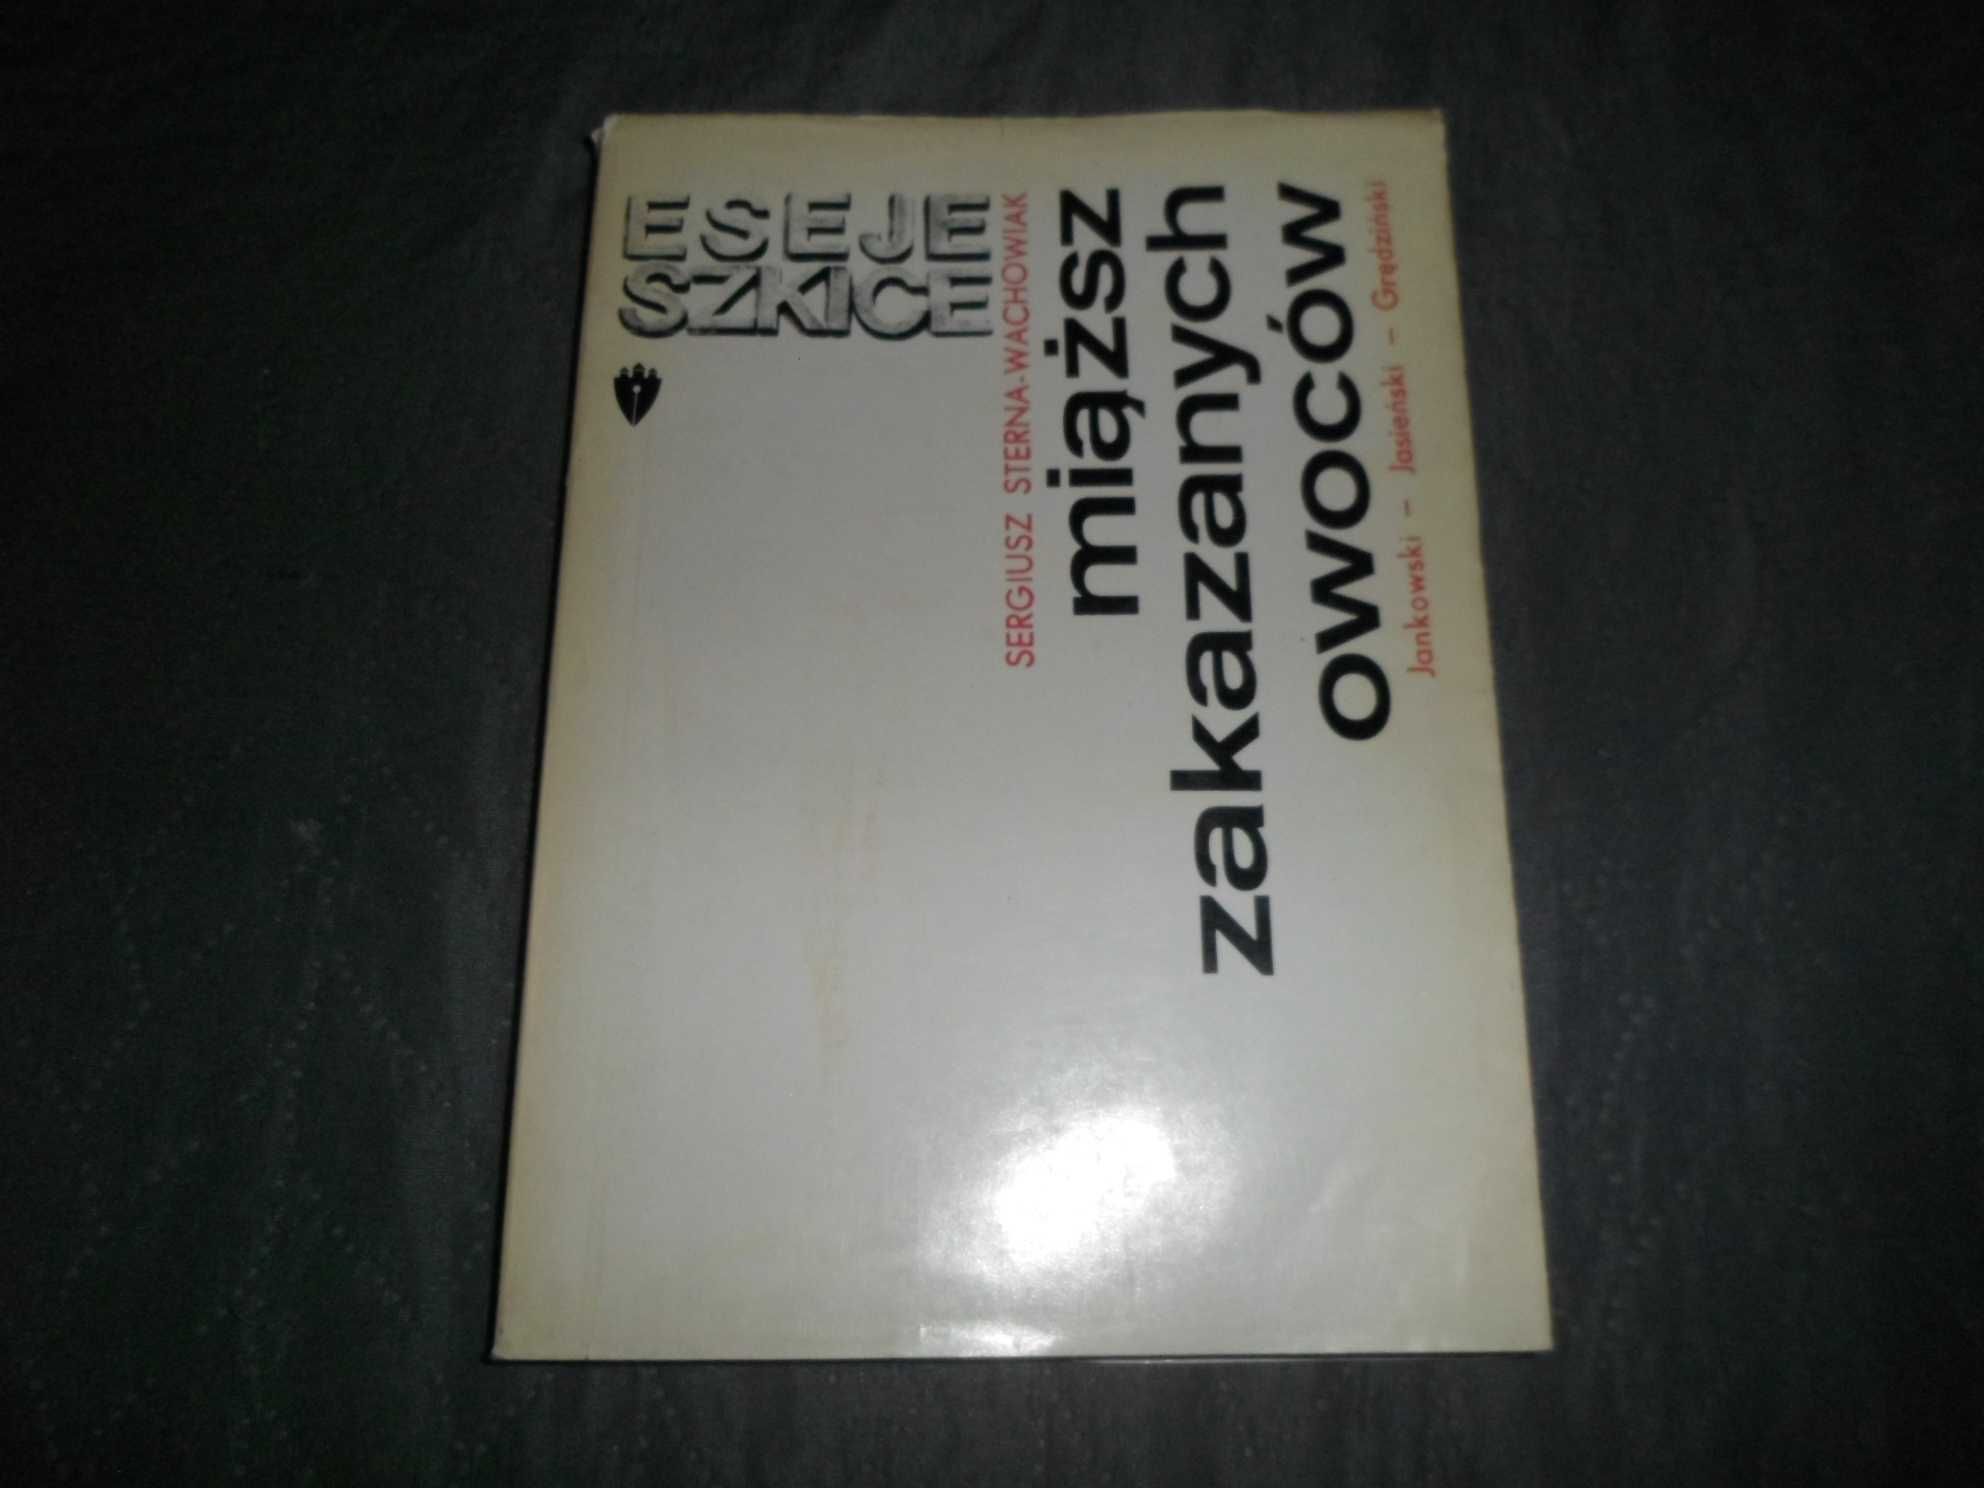 ESEJE
SZKICE
SERGIUSZ STERNA-WACHOWIAK
miąższ
zakazanych
owoców
Jankowski – Jasieński – Grędziński